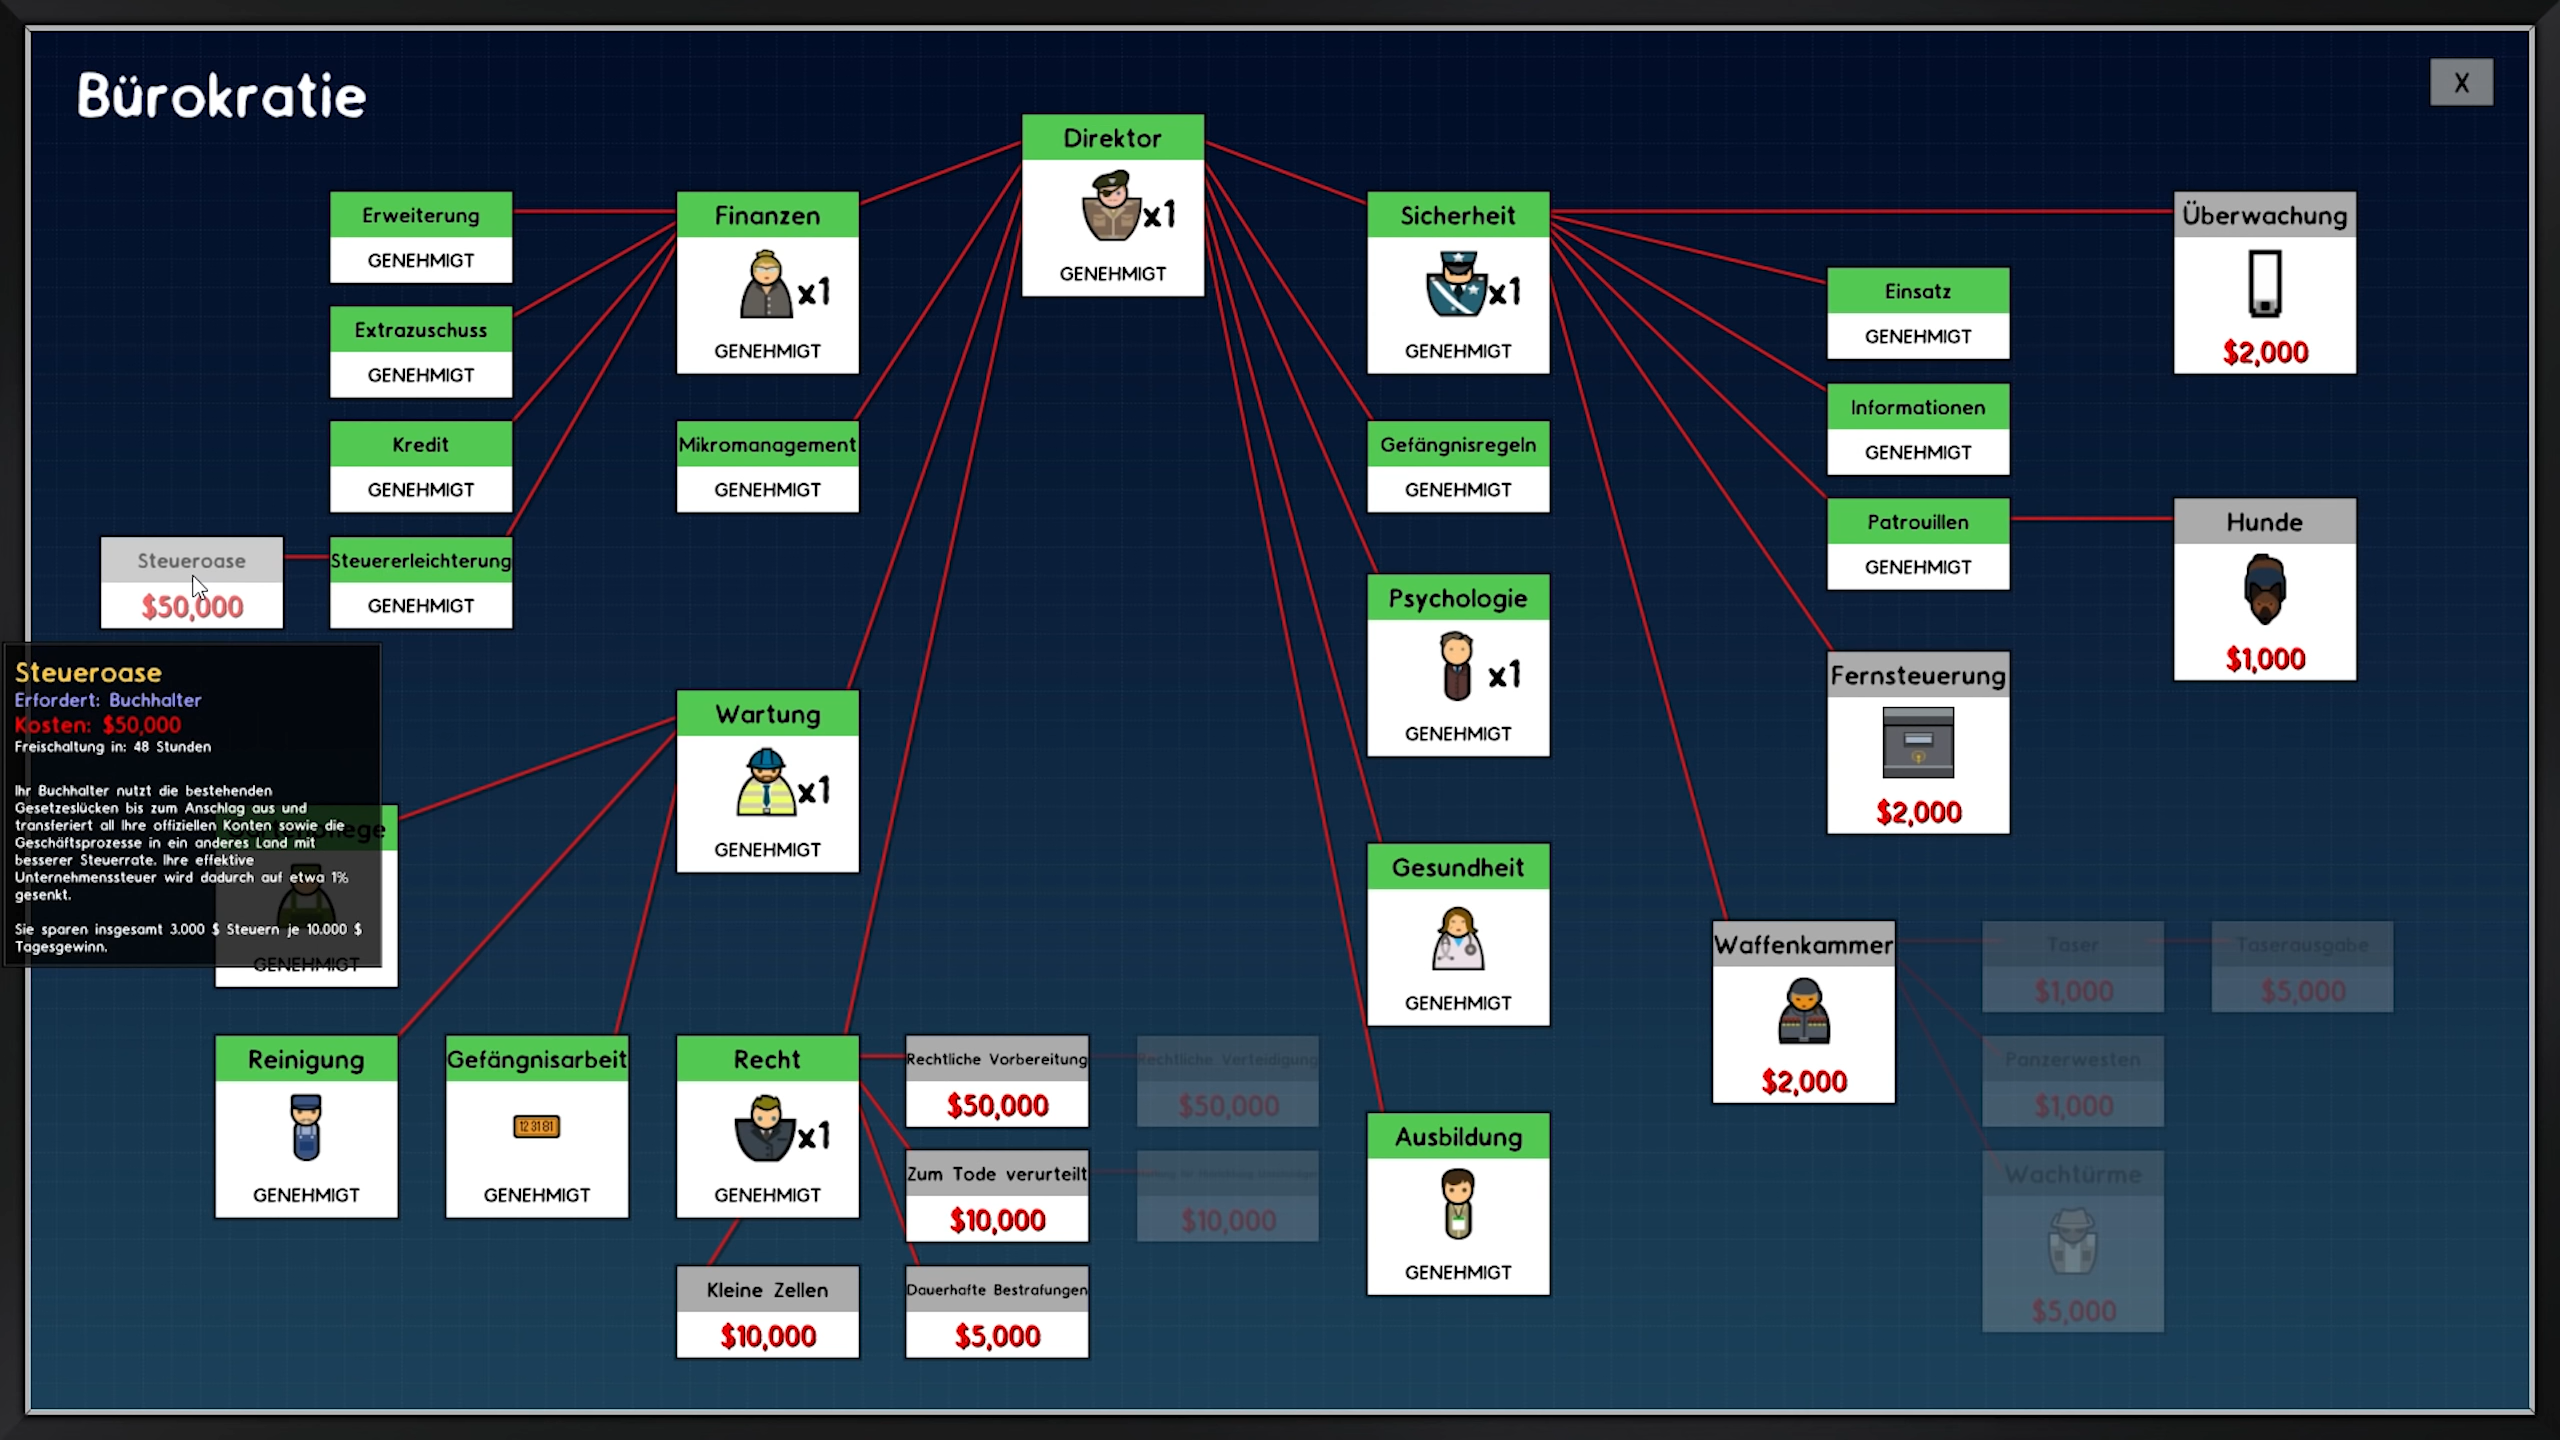 Bürokratie
X
Direktor
x1
GENEHMIGT
Erweiterung
GENEHMIGT
Extrazuschuss
GENEHMIGT
Kredit
GENEHMIGT
Steueroase
$50,000
Steuererleichterung
GENEHMIGT
Finanzen
x1
GENEHMIGT
Mikromanagement
GENEHMIGT
Sicherheit
x1
GENEHMIGT
Gefängnisregeln
GENEHMIGT
Überwachung
$2,000
Einsatz
GENEHMIGT
Informationen
GENEHMIGT
Patrouillen
GENEHMIGT
Hunde
$1,000
Psychologie
x1
GENEHMIGT
Fernsteuerung
$2,000
Steueroase
Erfordert: Buchhalter
Kosten: $50,000
Freischaltung in: 48 Stunden
Ihr Buchhalter nutzt die bestehenden
Gesetzeslücken bis zum Anschlag aus und
transferiert all Ihre offiziellen Konten sowie die
Geschäftsprozesse in ein anderes Land mit
besserer Steuerrate. Ihre effektive
Unternehmenssteuer wird dadurch auf etwa 1%
gesenkt.
Sie sparen insgesamt 3.000 $ Steuern je 10.000 $
Tagesgewinn.
GENEHMIGT
Wartung
x1
GENEHMIGT
Gesundheit
GENEHMIGT
Waffenkammer
$2,000
Taser
$1,000
Taserausgabe
$5,000
Panzerwesten
$1,000
Wachtürme
$5,000
Reinigung
GENEHMIGT
Gefängnisarbeit
12 31 81
GENEHMIGT
Recht
x1
GENEHMIGT
Rechtliche Vorbereitung
$50,000
Rechtliche Verteidigung
$50,000
Zum Tode verurteilt
$10,000
$10,000
Kleine Zellen
$10,000
Dauerhafte Bestrafungen
$5,000
Ausbildung
GENEHMIGT